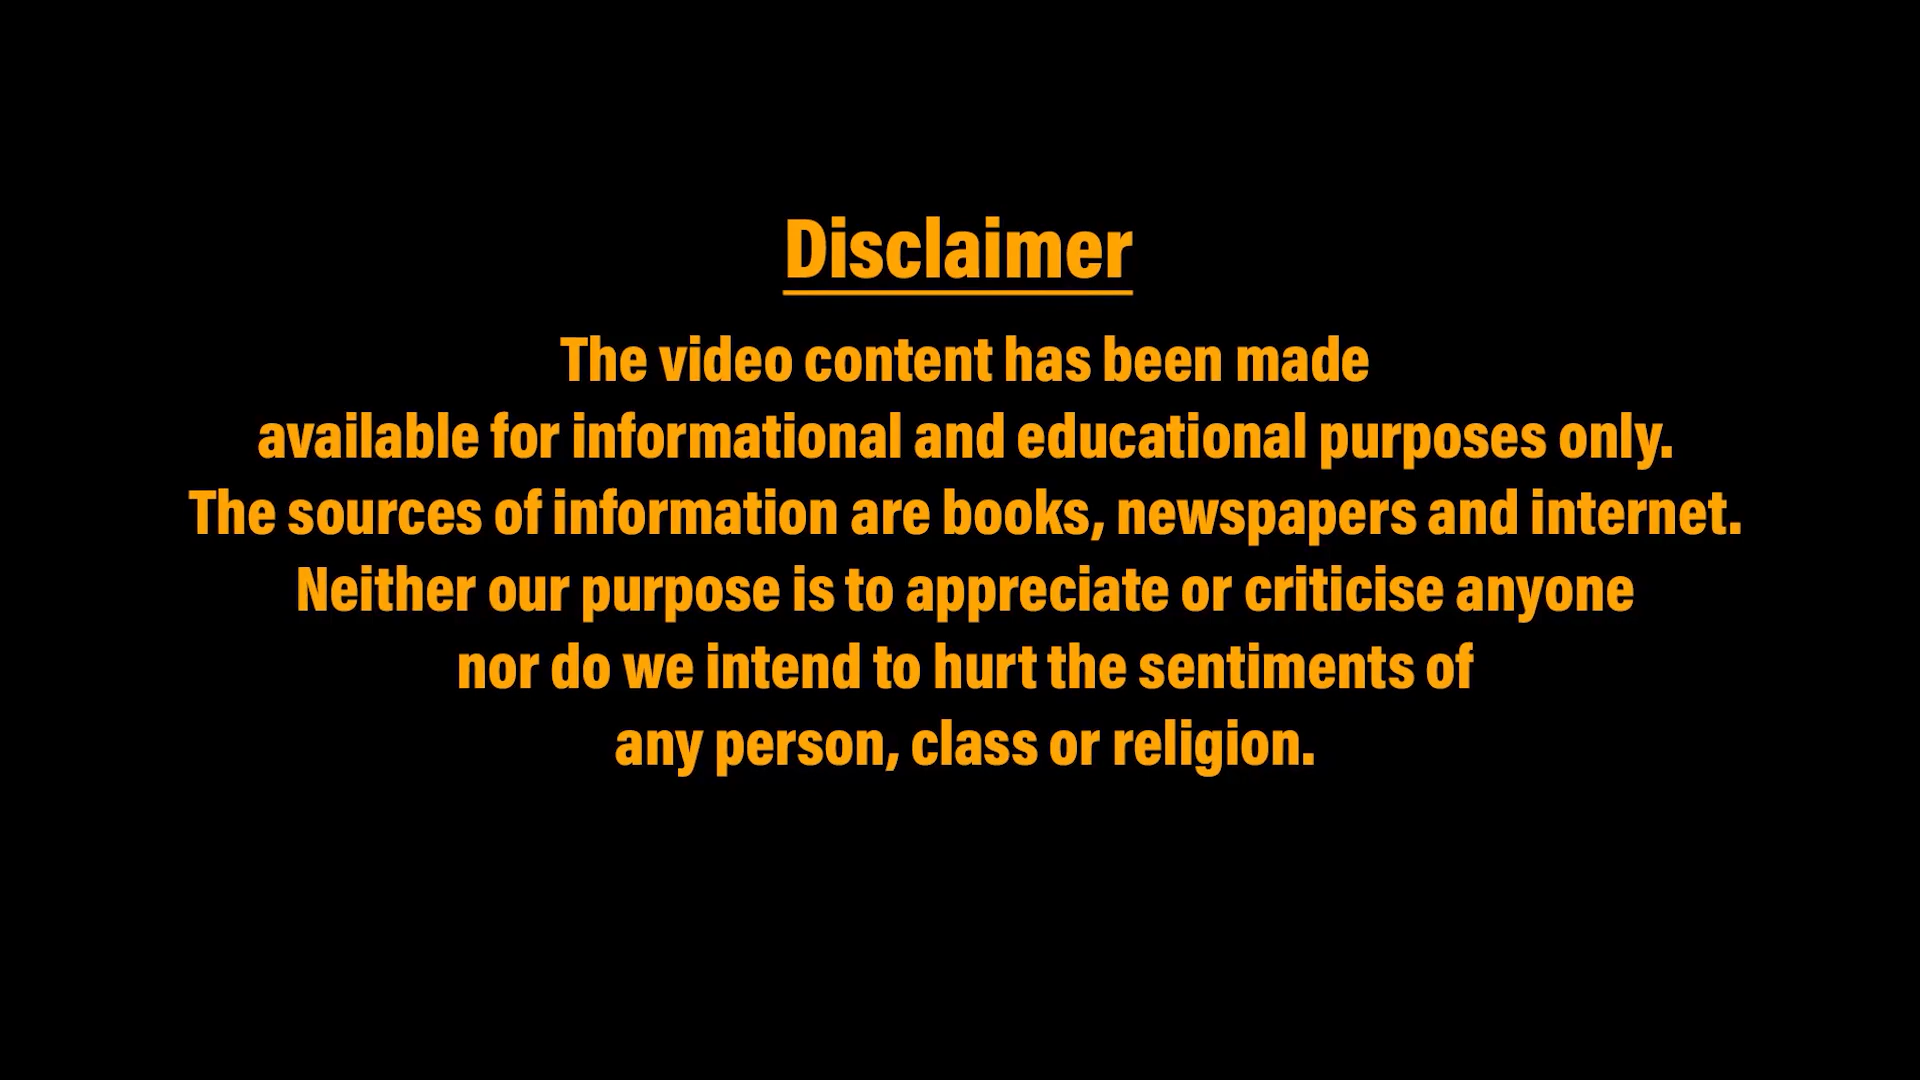 Disclaimer
The video content has been made
available for informational and educational purposes only.
The sources of information are books, newspapers and internet.
Neither our purpose is to appreciate or criticise anyone
nor do we intend to hurt the sentiments of
any person, class or religion.